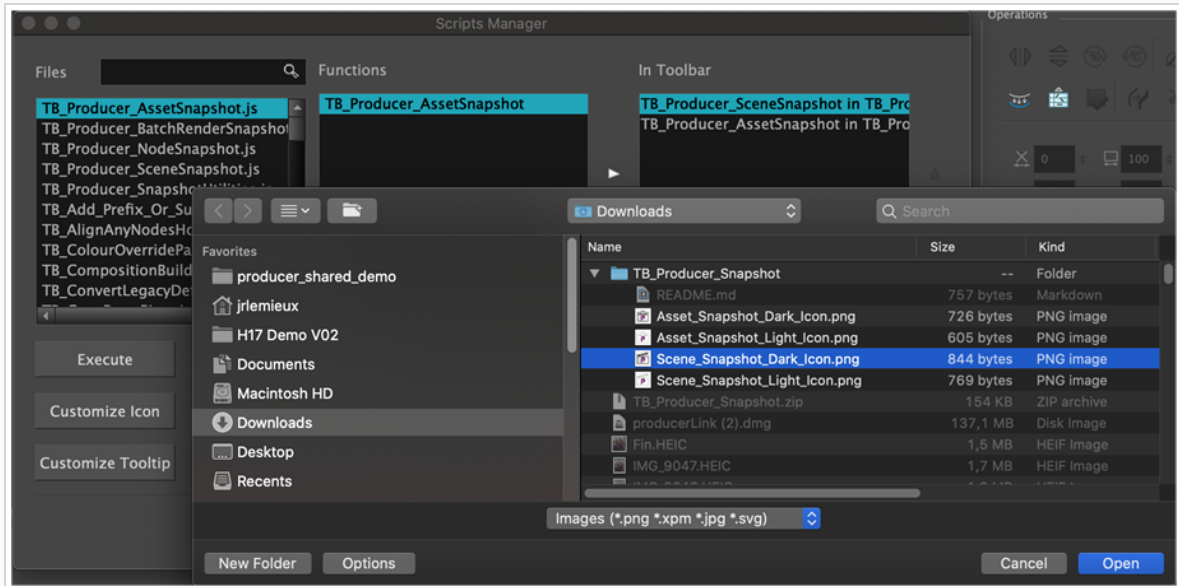 Operations
Scripts Manager
Files
Functions
In Toolbar
TB_Producer_AssetSnapshot.js
TB_Producer_BatchRenderSnapshot
TB_Producer_NodeSnapshot.js
TB_Producer_SceneSnapshot.js
TB_Add_Prefix_Or_Su
TB_AlignAnyNodesHo
TB_ColourOverridePa
TB_CompositionBuild
TB_ConvertLegacyDe
TB_Producer_AssetSnapshot
TB_Producer_SceneSnapshot in TB_Pro
TB_Producer_AssetSnapshot in TB_Pro
0
100
Execute
Customize Icon
Customize Tooltip
Downloads
Search
Favorites
producer_shared_demo
jrlemieux
H17 Demo V02
Documents
Macintosh HD
Downloads
Desktop
Recents
Name Size Kind
TB_Producer_Snapshot -- Folder
README.md 757 bytes Markdown
Asset_Snapshot_Dark_Icon.png 726 bytes PNG image
Asset_Snapshot_Light_Icon.png 605 bytes PNG image
Scene_Snapshot_Dark_Icon.png 844 bytes PNG image
Scene_Snapshot_Light_Icon.png 769 bytes PNG image
TB_Producer_Snapshot.zip 154 KB ZIP archive
producerLink (2).dmg 137,1 MB Disk Image
Fin.HEIC 1,5 MB HEIF Image
IMG_9047.HEIC 1,7 MB HEIF Image
Images (*.png *.xpm *.jpg *.svg)
New Folder
Options
Cancel
Open